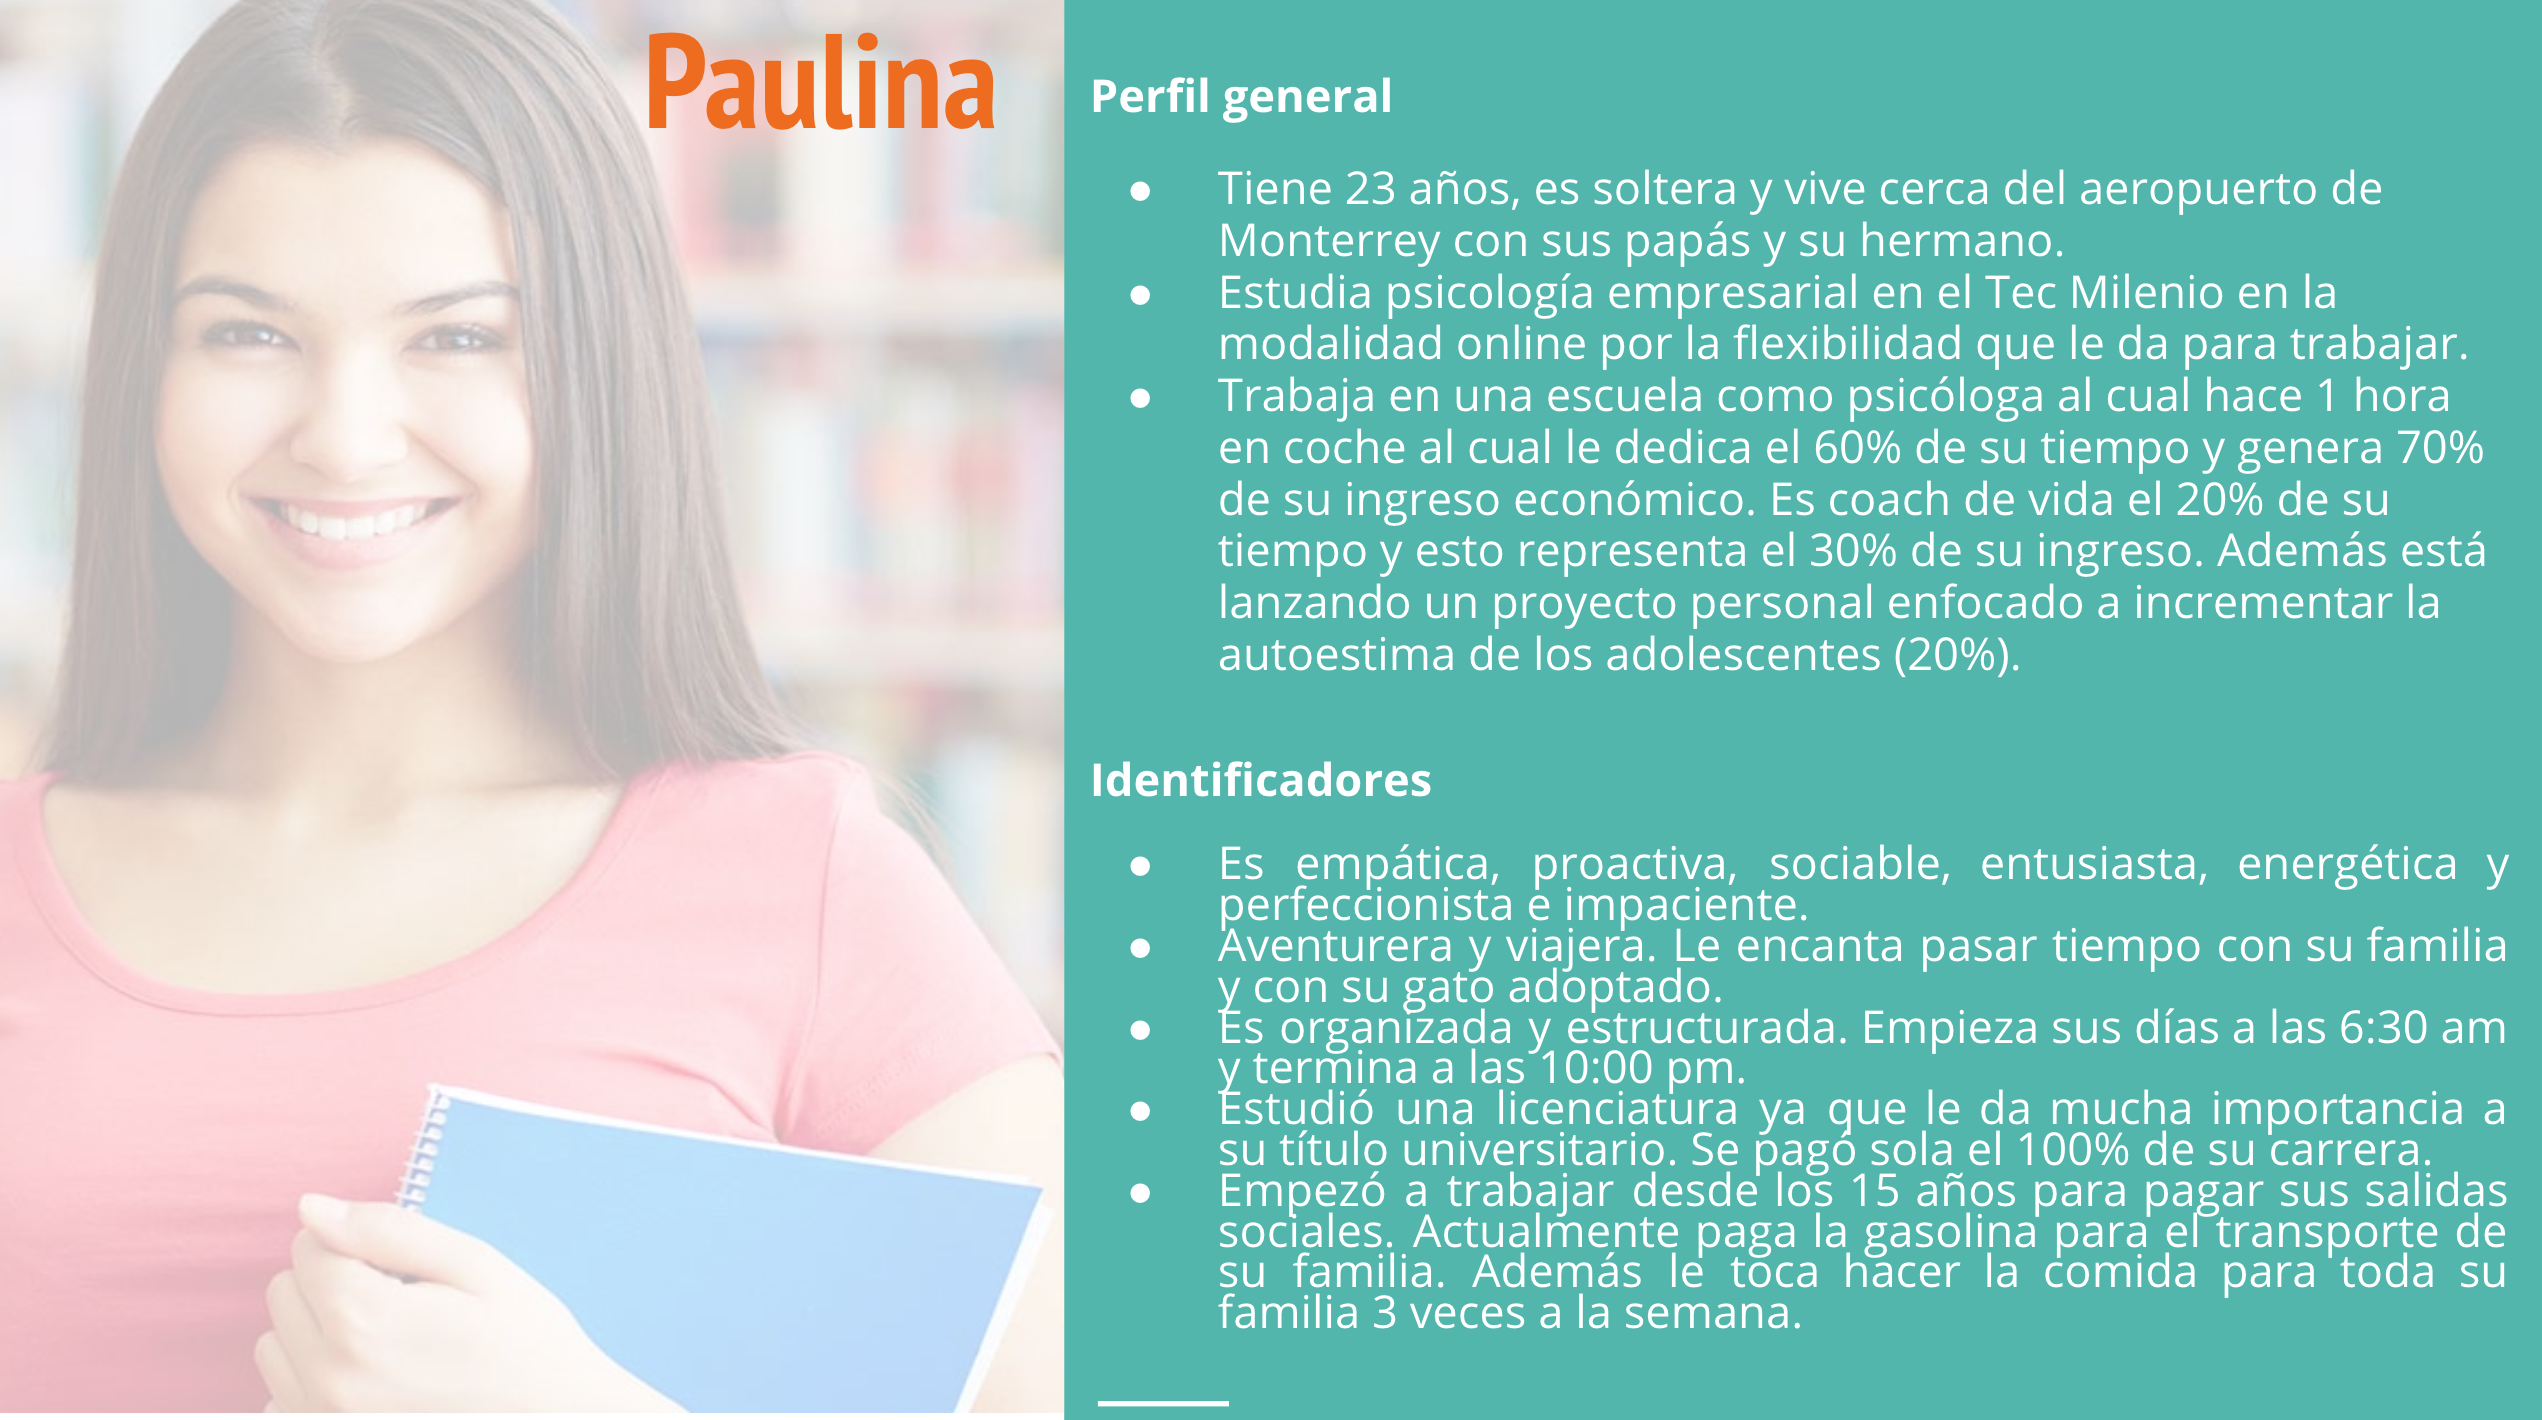 Paulina
Perfil general
● Tiene 23 años, es soltera y vive cerca del aeropuerto de
Monterrey con sus papás y su hermano.
● Estudia psicología empresarial en el Tec Milenio en la
modalidad online por la flexibilidad que le da para trabajar.
● Trabaja en una escuela como psicóloga al cual hace 1 hora
en coche al cual le dedica el 60% de su tiempo y genera 70%
de su ingreso económico. Es coach de vida el 20% de su
tiempo y esto representa el 30% de su ingreso. Además está
lanzando un proyecto personal enfocado a incrementar la
autoestima de los adolescentes (20%).
Identificadores
● Es empática, proactiva, sociable, entusiasta, energética y
perfeccionista e impaciente.
● Aventurera y viajera. Le encanta pasar tiempo con su familia
y con su gato adoptado.
● Es organizada y estructurada. Empieza sus días a las 6:30 am
y termina a las 10:00 pm.
● Estudió una licenciatura ya que le da mucha importancia a
su título universitario. Se pagó sola el 100% de su carrera.
● Empezó a trabajar desde los 15 años para pagar sus salidas
sociales. Actualmente paga la gasolina para el transporte de
su familia. Además le toca hacer la comida para toda su
familia 3 veces a la semana.